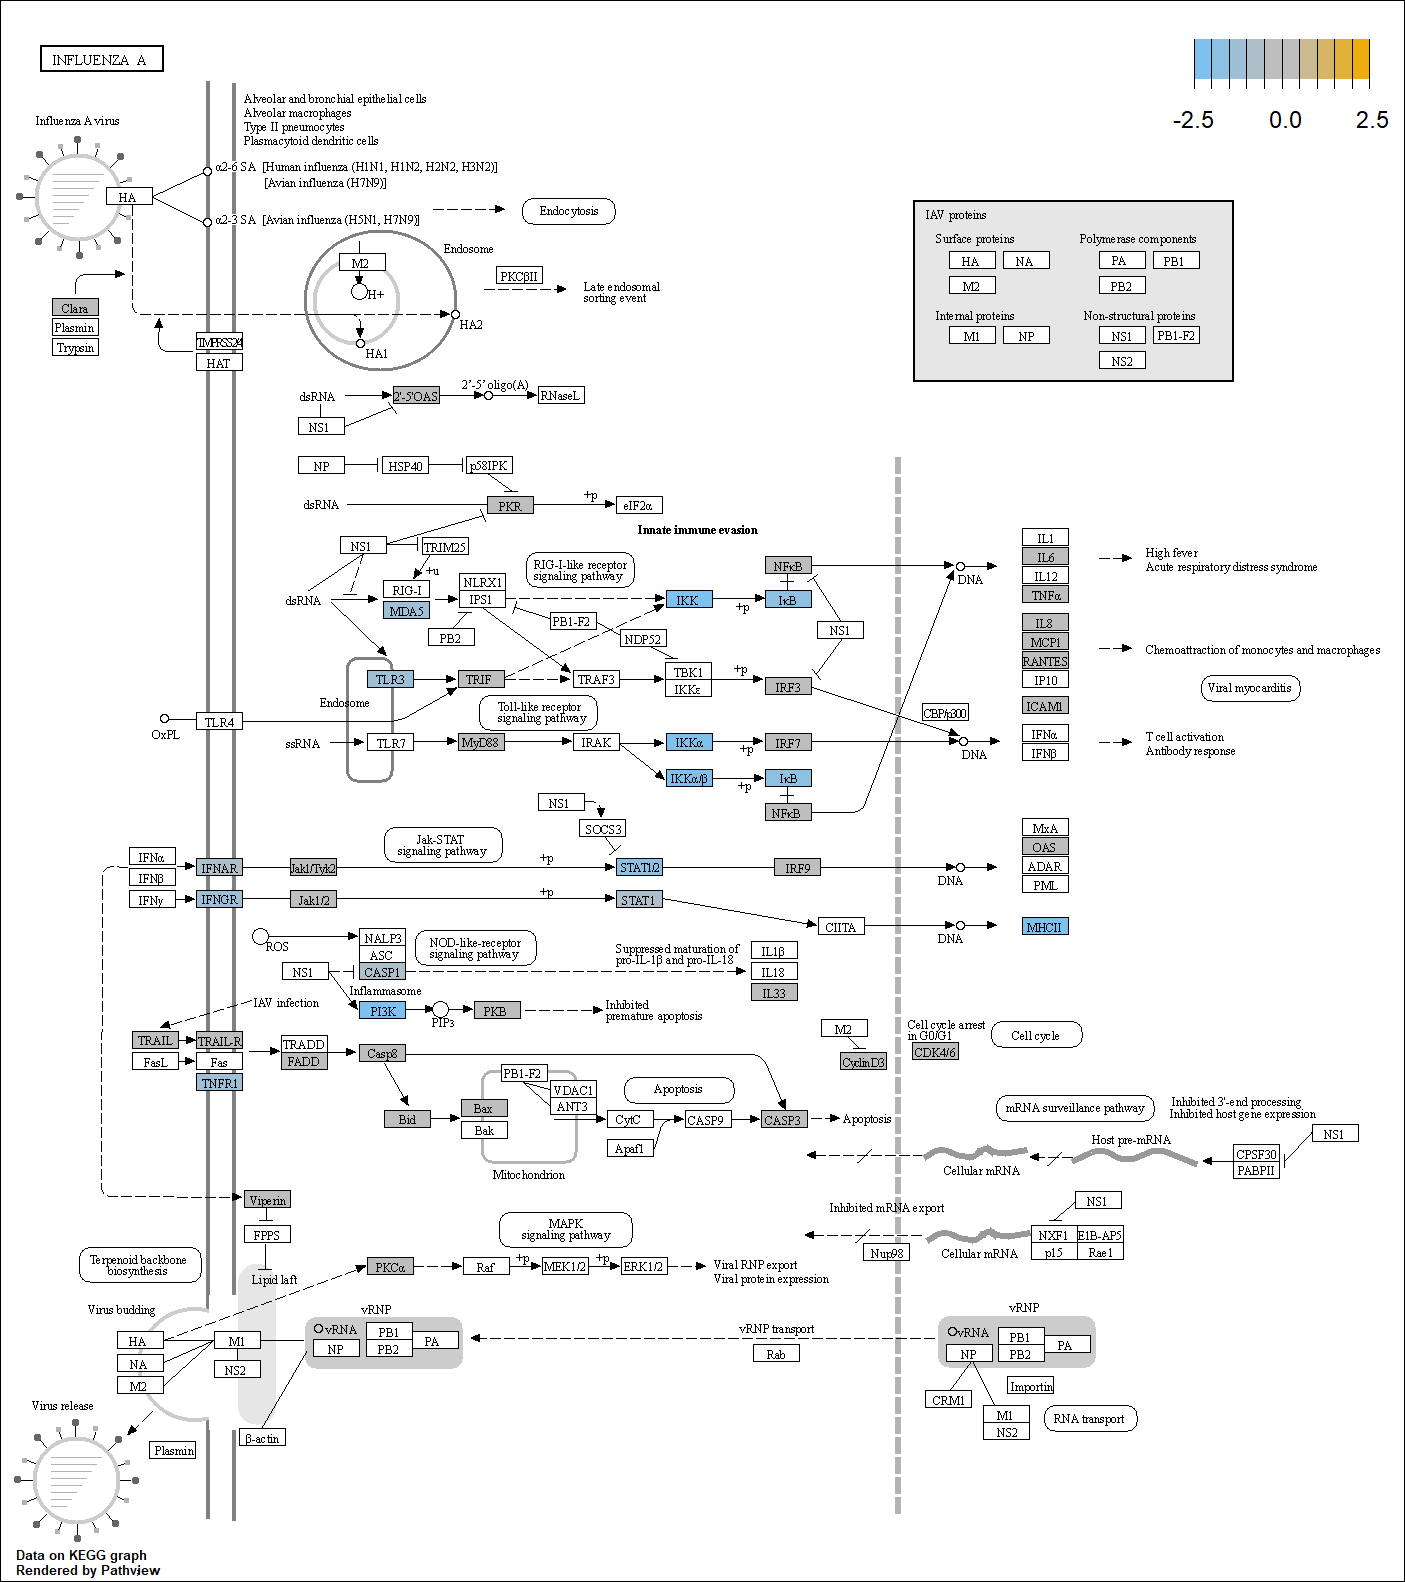 INFLUENZA A
-2.5
0.0
2.5
Alveolar and bronchial epithelial cells
Alveolar macrophages
Type II pneumocytes
Plasmacytoid dendritic cells
Influenza A virus
α2-6 SA [Human influenza (H1N1, H1N2, H2N2, H3N2)]
[Avian influenza (H7N9)]
HA
α2-3 SA [Avian influenza (H5N1, H7N9)]
Endocytosis
Endosome
M2
H+
PKCβII
Late endosomal
sorting event
Clara
Plasmin
Trypsin
HA2
HA1
TMPRSS2/4
HAT
IAV proteins
Surface proteins
HA
NA
M2
Polymerase components
PA
PB1
PB2
Internal proteins
M1
NP
Non-structural proteins
NS1
PB1-F2
NS2
dsRNA
2'-5'OAS
2'-5' oligo(A)
RNaseL
NS1
NP
HSP40
p58IPK
dsRNA
PKR
+p
eIF2α
Innate immune evasion
NS1
TRIM25
+u
RIG-I-like receptor
signaling pathway
dsRNA
RIG-I
MDA5
NLRX1
IPS1
PB2
PB1-F2
NDP52
IKK
+p
NFκB
IκB
NS1
DNA
IL1
IL6
IL12
TNFα
High fever
Acute respiratory distress syndrome
IL8
MCP1
RANTES
IP10
ICAM1
Chemoattraction of monocytes and macrophages
Viral myocarditis
Endosome
TLR3
TRIF
TRAF3
TBK1
IKKε
+p
IRF3
CBP/p300
OxPL
TLR4
Toll-like receptor
signaling pathway
ssRNA
TLR7
MyD88
IRAK
IKKα
+p
IRF7
DNA
IFNα
IFNβ
T cell activation
Antibody response
IKKα/β
+p
IκB
NFκB
NS1
SOCS3
Jak-STAT
signaling pathway
IFNα
IFNβ
IFNAR
Jak1/Tyk2
+p
STAT1/2
IRF9
DNA
MxA
OAS
ADAR
PML
IFNγ
IFNGR
Jak1/2
+p
STAT1
CIITA
DNA
MHCII
ROS
NALP3
ASC
CASP1
NOD-like-receptor
signaling pathway
NS1
Inflammasome
Suppressed maturation of
pro-IL-1β and pro-IL-18
IL1β
IL18
IL33
IAV infection
PI3K
PIP3
PKB
Inhibited
premature apoptosis
TRAIL
TRAIL-R
FasL
Fas
TNFR1
TRADD
FADD
Casp8
Bid
Bax
Bak
PB1-F2
VDAC1
ANT3
Mitochondrion
Apoptosis
CytC
Apaf1
CASP9
CASP3
Apoptosis
M2
CyclinD3
Cell cycle arrest
in G0/G1
CDK4/6
Cell cycle
mRNA surveillance pathway
Inhibited 3'-end processing
Inhibited host gene expression
NS1
Host pre-mRNA
CPSF30
PABPII
Cellular mRNA
Viperin
FPPS
Lipid laft
Inhibited mRNA export
Nup98
Cellular mRNA
NS1
NXF1
E1B-AP5
p15
Rae1
MAPK
signaling pathway
Terpenoid backbone
biosynthesis
PKCα
Raf
+p
MEK1/2
+p
ERK1/2
Viral RNP export
Viral protein expression
Virus budding
HA
NA
M2
M1
NS2
vRNP
vRNA
NP
PB1
PB2
PA
vRNP transport
Rab
vRNP
vRNA
NP
PB1
PB2
PA
CRM1
Importin
M1
NS2
RNA transport
Virus release
Plasmin
β-actin
Data on KEGG graph
Rendered by Pathview